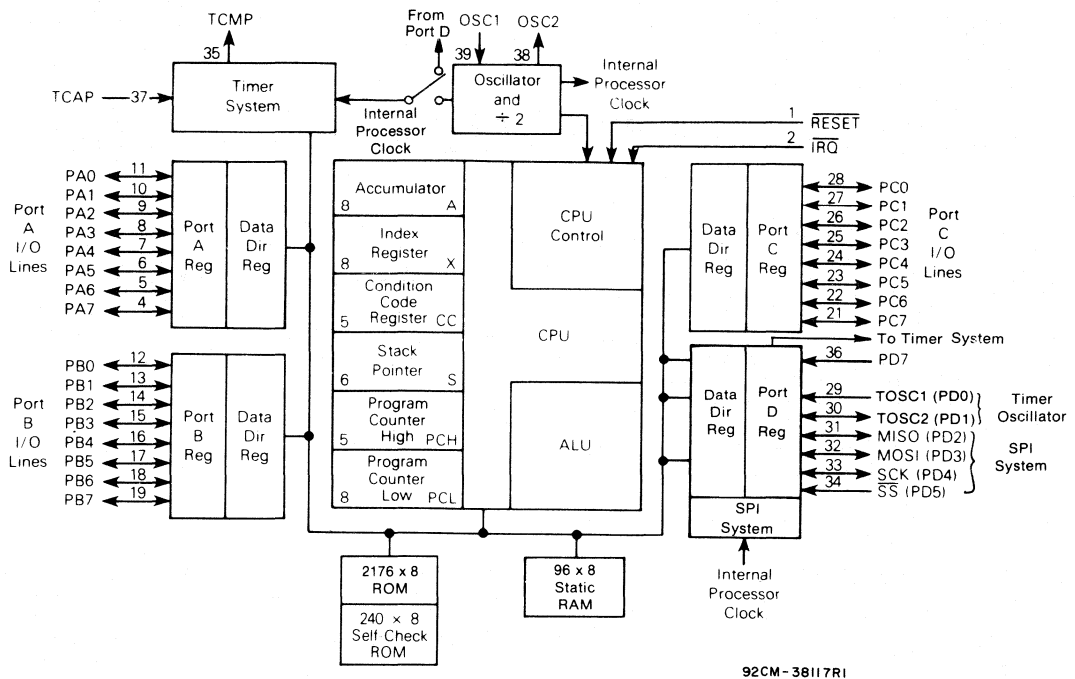 TCMP
35
TCAP
37
Timer
System
From
Port D
OSC1
OSC2
39
38
Oscillator
and
÷ 2
Internal
Processor
Clock
Internal
Processor
Clock
1
RESET
2
IRQ
Port
A
I/O
Lines
PA0 11
PA1 10
PA2 9
PA3 8
PA4 7
PA5 6
PA6 5
PA7 4
Port
A
Reg
Data
Dir
Reg
Port
B
I/O
Lines
PB0 12
PB1 13
PB2 14
PB3 15
PB4 16
PB5 17
PB6 18
PB7 19
Port
B
Reg
Data
Dir
Reg
Accumulator
8 A
Index
Register
8 X
Condition
Code
Register
5 CC
Stack
Pointer
6 S
Program
Counter
High
5 PCH
Program
Counter
Low
8 PCL
CPU
Control
CPU
ALU
Data
Dir
Reg
Port
C
Reg
28 PC0
27 PC1
26 PC2
25 PC3
24 PC4
23 PC5
22 PC6
21 PC7
Port
C
I/O
Lines
To Timer System
36 PD7
Data
Dir
Reg
Port
D
Reg
29 TOSC1 (PD0)
30 TOSC2 (PD1)
31 MISO (PD2)
32 MOSI (PD3)
33 SCK (PD4)
34 SS (PD5)
Timer
Oscillator
SPI
System
SPI
System
Internal
Processor
Clock
2176 x 8
ROM
240 × 8
Self-Check
ROM
96 x 8
Static
RAM
92CM-38117R1